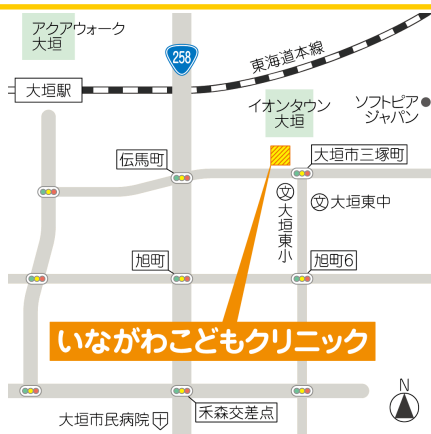 アクアウォーク
大垣
258
東海道本線
大垣駅
イオンタウン
大垣
ソフトピア
ジャパン
伝馬町
大垣市三塚町
文
大垣東小
文
大垣東中
旭町
旭町6
いながわこどもクリニック
N
禾森交差点
大垣市民病院